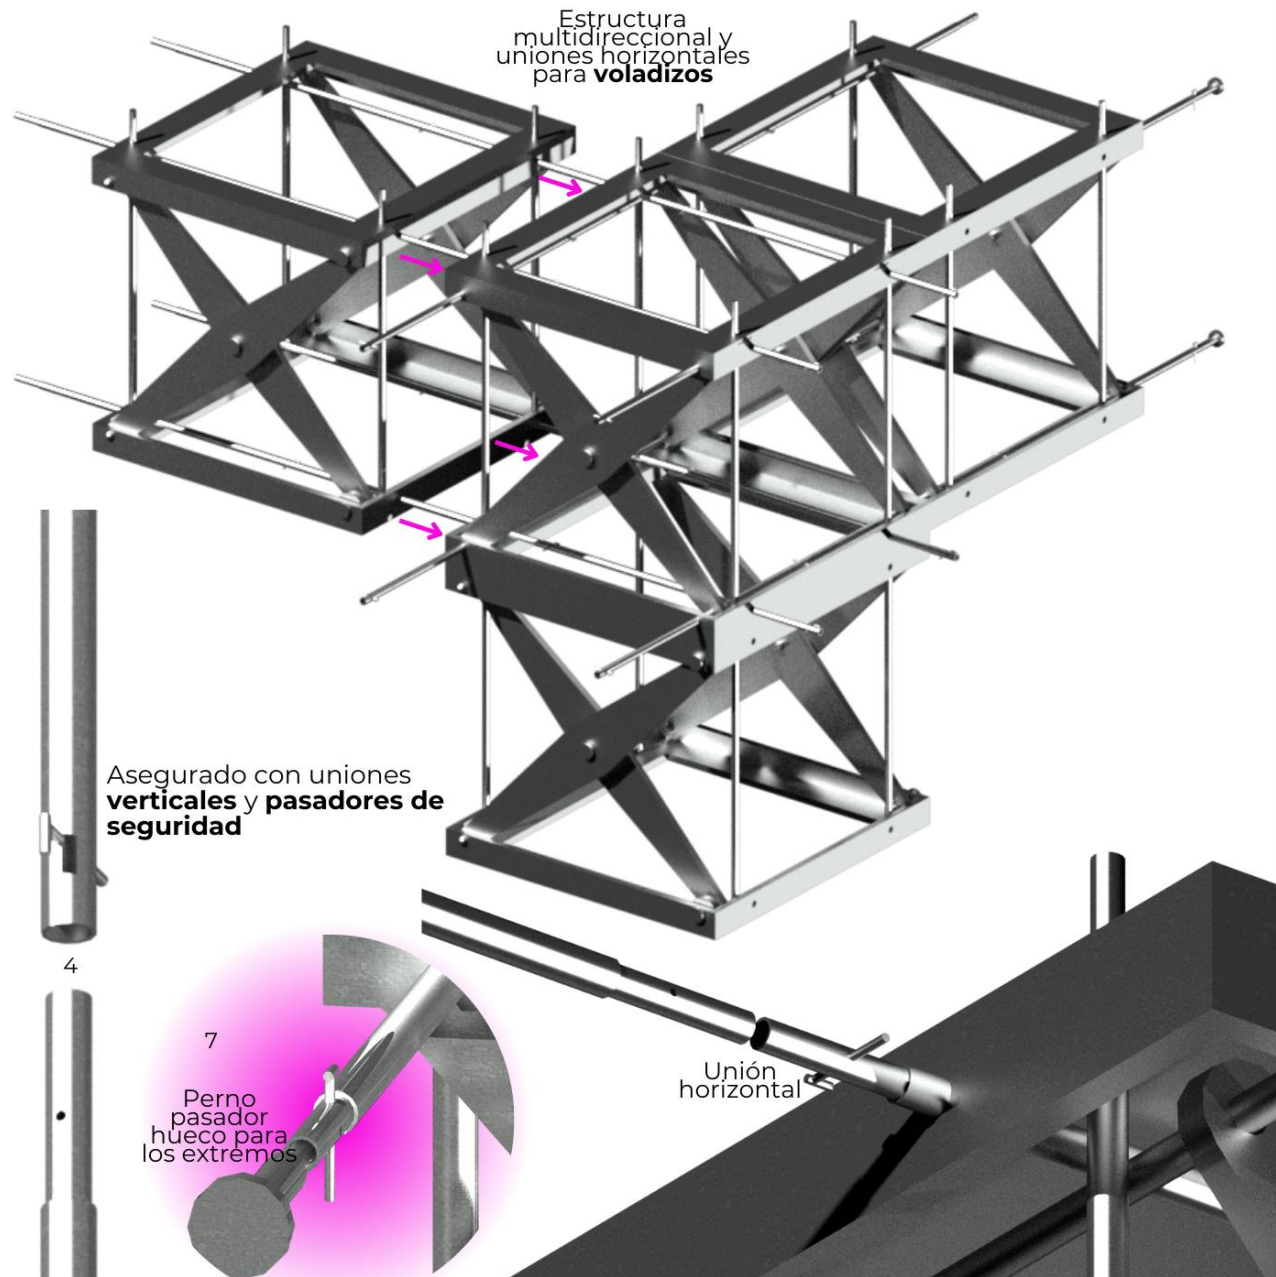 Estructura
multidireccional y
uniones horizontales
para voladizos
Asegurado con uniones
verticales y pasadores de
seguridad
4
7
Perno
pasador
hueco para
los extremos
Unión
horizontal